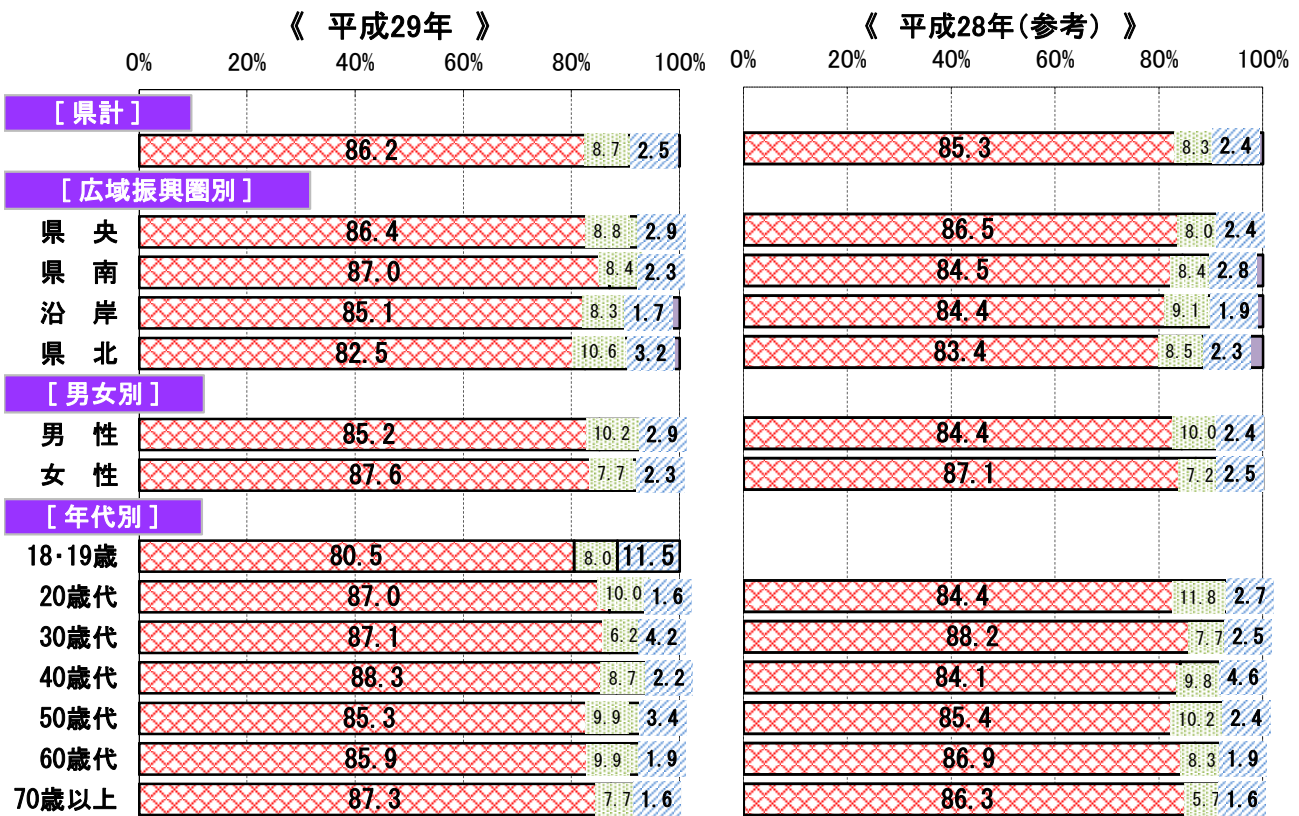 《 平成29年 》 《 平成28年(参考) 》
0% 20% 40% 60% 80% 100% 0% 20% 40% 60% 80% 100%
[ 県計 ]
86.2 8.7 2.5 85.3 8.3 2.4
[ 広域振興圏別 ]
県 央 86.4 8.8 2.9 86.5 8.0 2.4
県 南 87.0 8.4 2.3 84.5 8.4 2.8
沿 岸 85.1 8.3 1.7 84.4 9.1 1.9
県 北 82.5 10.6 3.2 83.4 8.5 2.3
[ 男女別 ]
男 性 85.2 10.2 2.9 84.4 10.0 2.4
女 性 87.6 7.7 2.3 87.1 7.2 2.5
[ 年代別 ]
18・19歳 80.5 8.0 11.5
20歳代 87.0 10.0 1.6 84.4 11.8 2.7
30歳代 87.1 6.2 4.2 88.2 7.7 2.5
40歳代 88.3 8.7 2.2 84.1 9.8 4.6
50歳代 85.3 9.9 3.4 85.4 10.2 2.4
60歳代 85.9 9.9 1.9 86.9 8.3 1.9
70歳以上 87.3 7.7 1.6 86.3 5.7 1.6